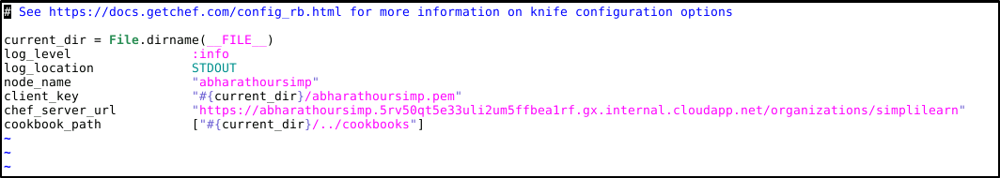 # See https://docs.getchef.com/config_rb.html for more information on knife configuration options

current_dir = File.dirname(__FILE__)
log_level                :info
log_location             STDOUT
node_name                "abharathoursimp"
client_key               "#{current_dir}/abharathoursimp.pem"
chef_server_url          "https://abharathoursimp.5rv50qt5e33uli2um5ffbea1rf.gx.internal.cloudapp.net/organizations/simplilearn"
cookbook_path            ["#{current_dir}/../cookbooks"]
~
~
~